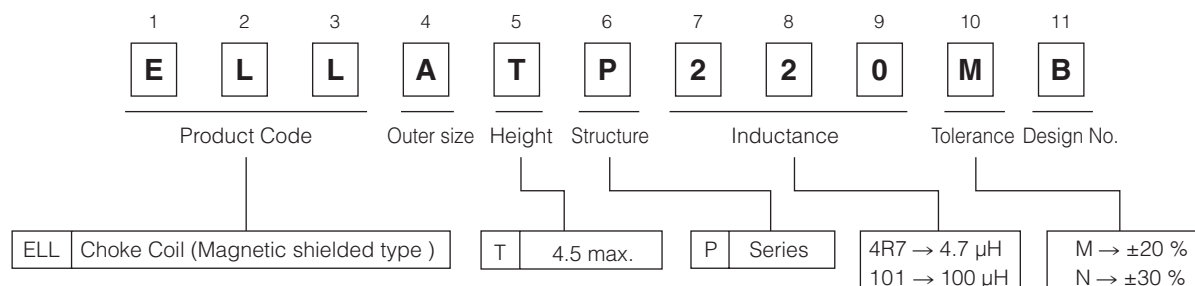 1 2 3 4 5 6 7 8 9 10 11
E L L A T P 2 2 0 M B
Product Code Outer size Height Structure Inductance Tolerance Design No.
ELL Choke Coil (Magnetic shielded type ) T 4.5 max. P Series 4R7 → 4.7 µH M → ±20 %
101 → 100 µH N → ±30 %